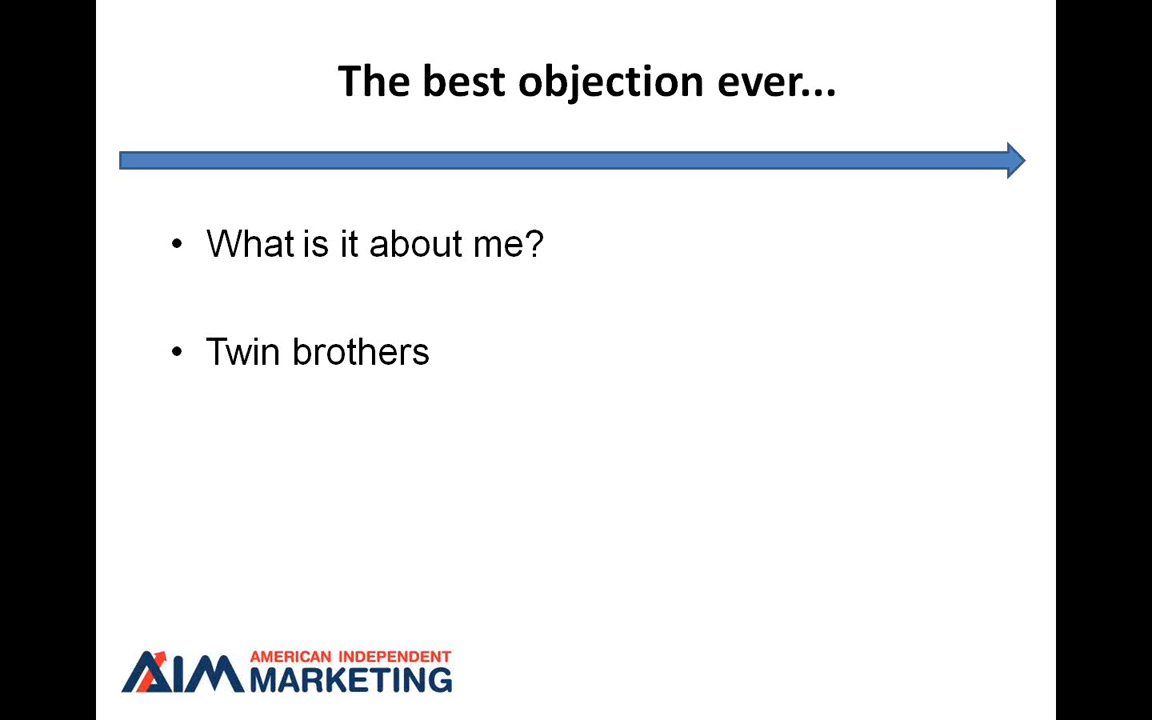 The best objection ever...
• What is it about me?
• Twin brothers
AIM AMERICAN INDEPENDENT
MARKETING